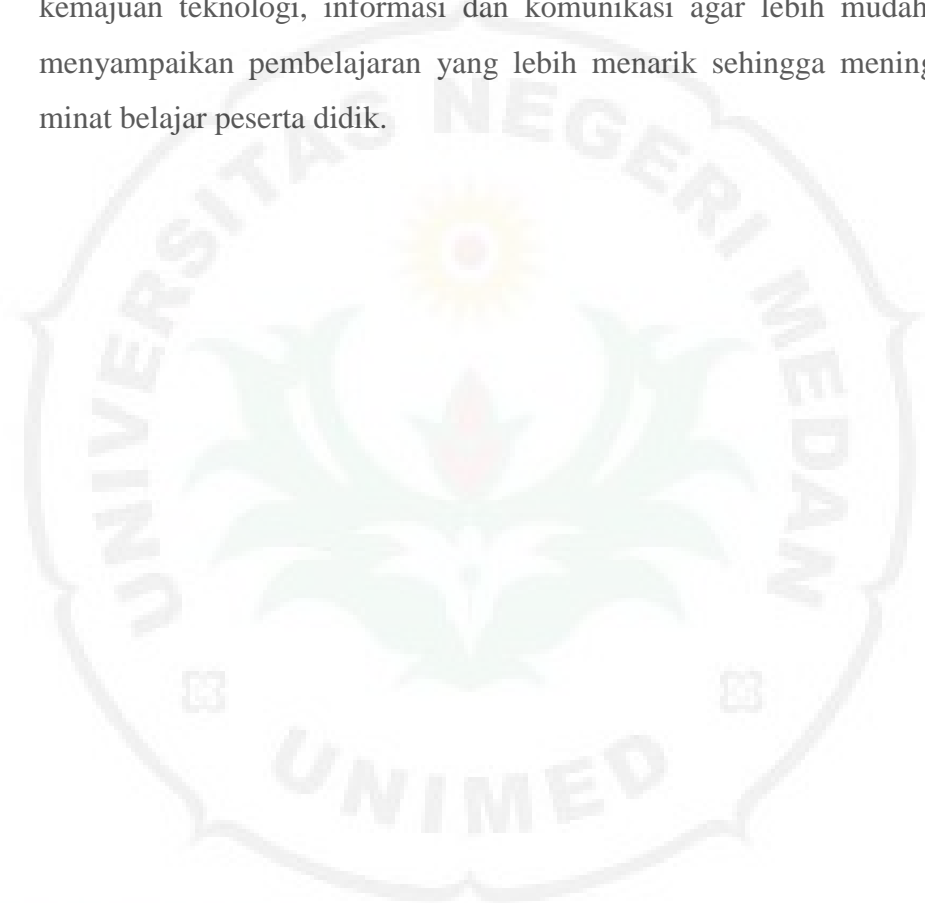 kemajuan teknologi, informasi dan komunikasi agar lebih mudah
menyampaikan pembelajaran yang lebih menarik sehingga mening
minat belajar peserta didik.
UNIVERSITAS NEGERI MEDAN
UNIMED